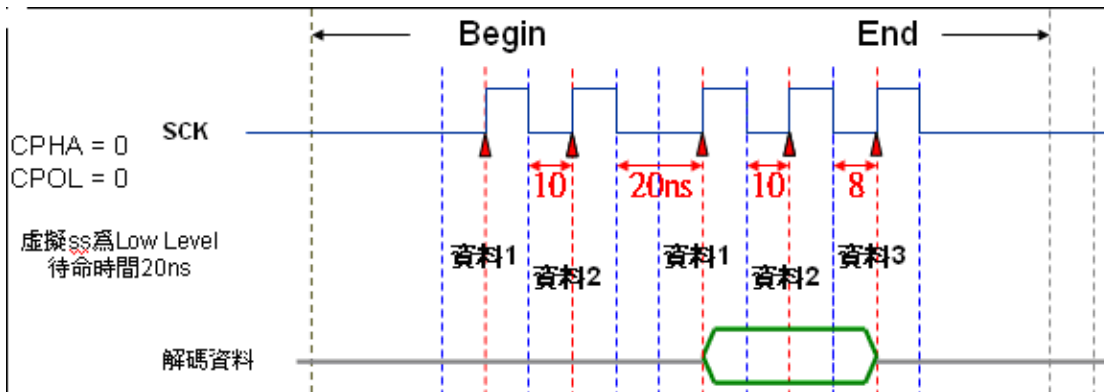 Begin
End
SCK
CPHA = 0
CPOL = 0
10
20ns
10
8
虛擬ss為Low Level
待命時間20ns
資料1
資料2
資料1
資料2
資料3
解碼資料